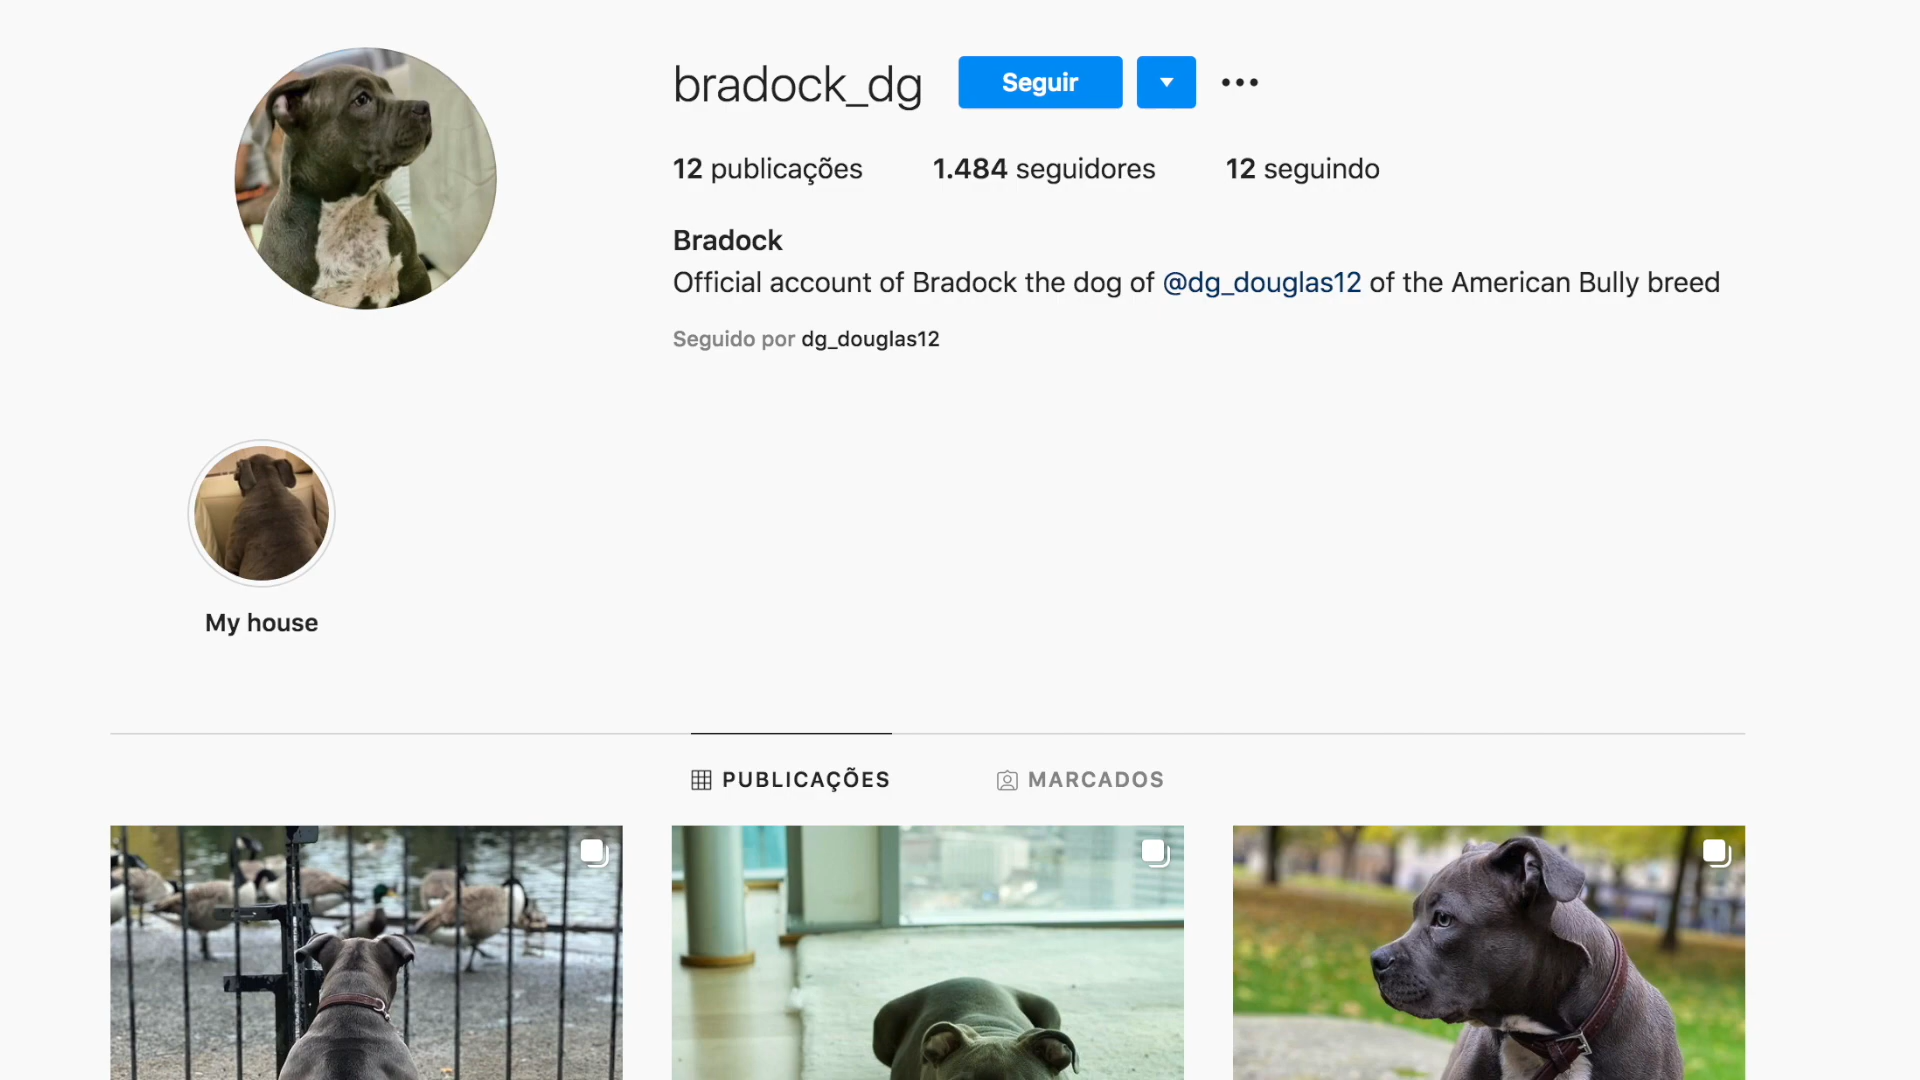 bradock_dg Seguir
12 publicações 1.484 seguidores 12 seguindo
Bradock
Official account of Bradock the dog of @dg_douglas12 of the American Bully breed
Seguido por dg_douglas12
My house
PUBLICAÇÕES MARCADOS